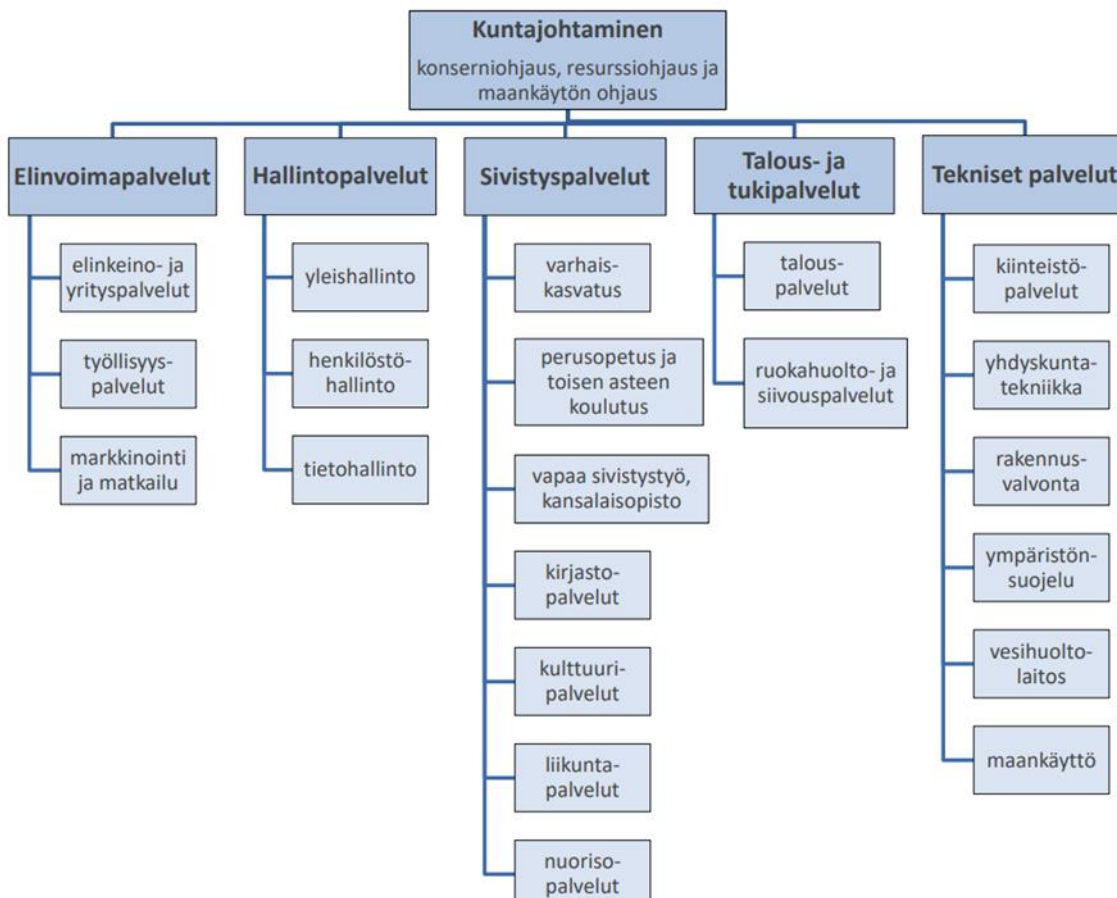 Kuntajohtaminen
konserniohjaus, resurssiohjaus ja
maankäytön ohjaus
Elinvoimapalvelut
elinkeino- ja
yrityspalvelut
työllisyys-
palvelut
markkinointi
ja matkailu
Hallintopalvelut
yleishallinto
henkilöstö-
hallinto
tietohallinto
Sivistyspalvelut
varhais-
kasvatus
perusopetus ja
toisen asteen
koulutus
vapaa sivistystyö,
kansalaisopisto
kirjasto-
palvelut
kulttuuri-
palvelut
liikunta-
palvelut
nuoriso-
palvelut
Talous- ja
tukipalvelut
talous-
palvelut
ruokahuolto- ja
siivouspalvelut
Tekniset palvelut
kiinteistö-
palvelut
yhdyskunta-
tekniikka
rakennus-
valvonta
ympäristön-
suojelu
vesihuolto-
laitos
maankäyttö